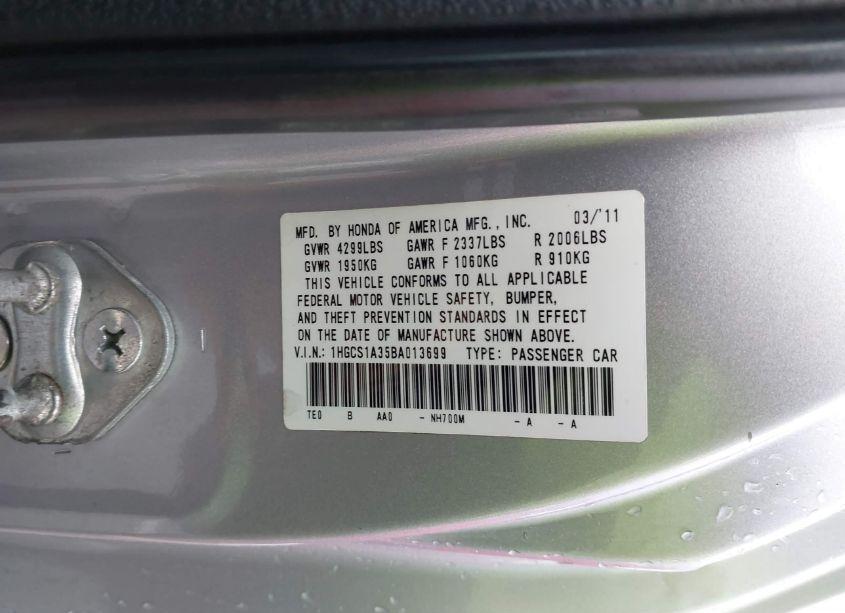 MFD. BY HONDA OF AMERICA MFG., INC. 03/'11
GVWR 4299LBS GAWR F 2337LBS R 2006LBS
GVWR 1950KG GAWR F 1060KG R 910KG
THIS VEHICLE CONFORMS TO ALL APPLICABLE
FEDERAL MOTOR VEHICLE SAFETY, BUMPER,
AND THEFT PREVENTION STANDARDS IN EFFECT
ON THE DATE OF MANUFACTURE SHOWN ABOVE.
V.I.N.: 1HGCS1A35BA013699 TYPE: PASSENGER CAR
TE0 B AA0 - NH700M - A - A